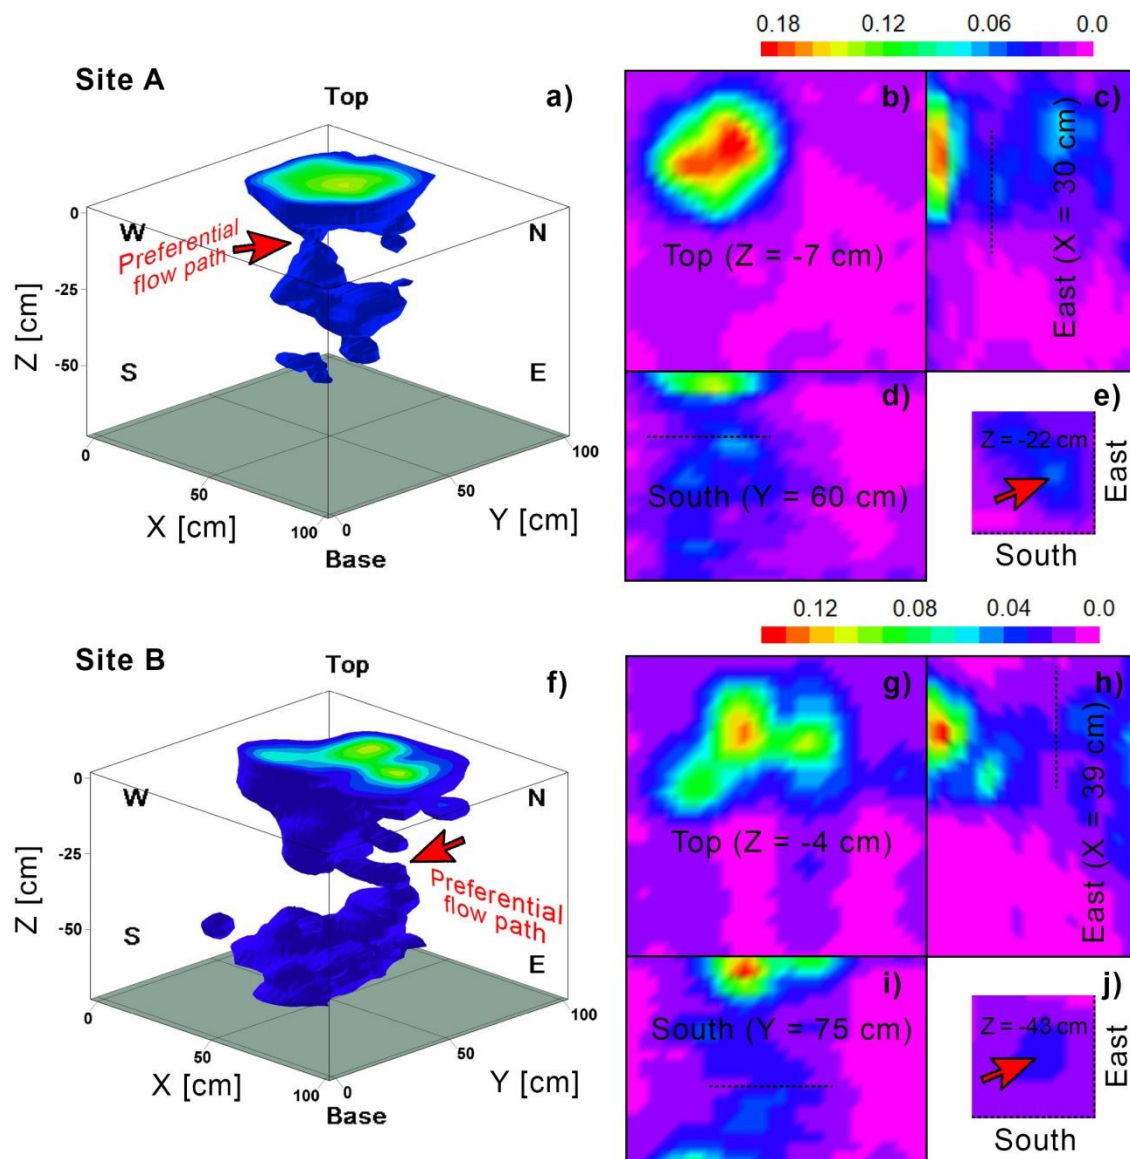 0.18 0.12 0.06 0.0
Site A
Top
a)
b)
c)
0
W
N
Preferential
flow path
-25
Z [cm]
-50
S
E
0
50
100
X [cm]
0
50
100
Y [cm]
Base
Top (Z = -7 cm)
East (X = 30 cm)
d)
South (Y = 60 cm)
e)
Z = -22 cm
East
South
0.12 0.08 0.04 0.0
Site B
Top
f)
g)
h)
0
W
N
-25
Z [cm]
Preferential
flow path
-50
S
E
0
50
100
X [cm]
0
50
100
Y [cm]
Base
Top (Z = -4 cm)
East (X = 39 cm)
i)
South (Y = 75 cm)
j)
Z = -43 cm
East
South